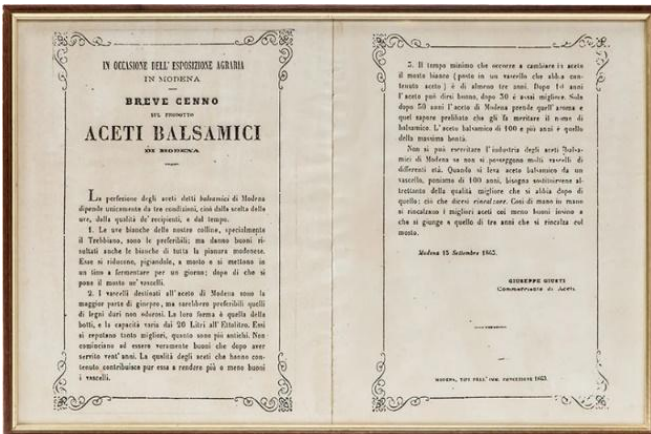 IN OCCASIONE DELL' ESPOSIZIONE AGRARIA
IN MODENA
BREVE CENNO
SUI PREDETTI
ACETI BALSAMICI
DI MODENA
La perfezione degli aceti detti balsamici di Modena
dipende unicamente da tre condizioni, cioè dalla scelta delle
uve, dalla qualità de' recipienti, e dal tempo.
1. Le uve bianche delle nostre colline, specialmente
il Trebbiano, sono le preferibili; ma danno buoni ri-
sultati anche le bianche di tutta la pianura modenese.
Esse si riducono, pigiandole, a mosto e si mettono in
un tino a fermentare per un giorno; dopo di che si
pone il mosto ne' vascelli.
2. I vascelli destinati all' aceto di Modena sono la
maggior parte di ginepro, ma sarebbero preferibili quelli
di legni duri non odorosi. La loro forma è quella della
botti, e la capacità varia dai 20 Litri all' Ettolitro. Essi
si reputano tanto migliori, quanto sono più antichi. Non
cominciano ad essere veramente buoni che dopo aver
servito vent' anni. La qualità degli aceti che hanno con-
tenuto contribuisce pur essa a rendere più o meno buoni
i vascelli.
3. Il tempo minimo che occorre a cambiare in aceto
il mosto bianco (posto in un vascello che abbia con-
tenuto aceto) è di almeno tre anni. Dopo 10 anni
l' aceto può dirsi buono, dopo 30 è assai migliore. Solo
dopo 50 anni l' aceto di Modena prende quell' aroma e
quel sapore prelibato che gli fa meritare il nome di
balsamico. L' aceto balsamico di 100 e più anni è quello
della massima bontà.
Non si può esercitare l' industria degli aceti Balsa-
mici di Modena se non si posseggono molti vascelli di
differenti età. Quando si leva aceto balsamico da un
vascello, poniamo di 100 anni, bisogna sostituirvene al-
trettanto della qualità migliore che si abbia dopo di
quello; ciò che dicesi rincalzare. Così di mano in mano
si rincalzano i migliori aceti coi meno buoni insino a
che si giunge a quello di tre anni che si rincalza col
mosto.
Modena 15 Settembre 1863.
GIUSEPPE GIUSTI
Commerciante di Aceti.
MODENA, TIPI DELL' IMM. CONCEZIONE 1863.